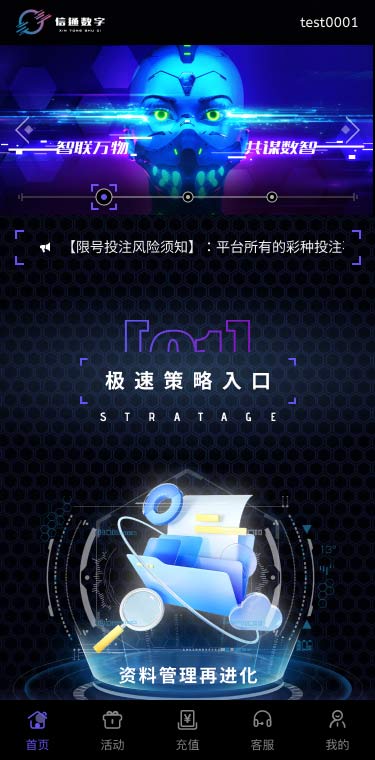 信通数字
XIN TONG SHU ZI
test0001
智联万物
共谋数智
【限号投注风险须知】：平台所有的彩种投注
极速策略入口
STRATAGE
资料管理再进化
首页
活动
充值
客服
我的